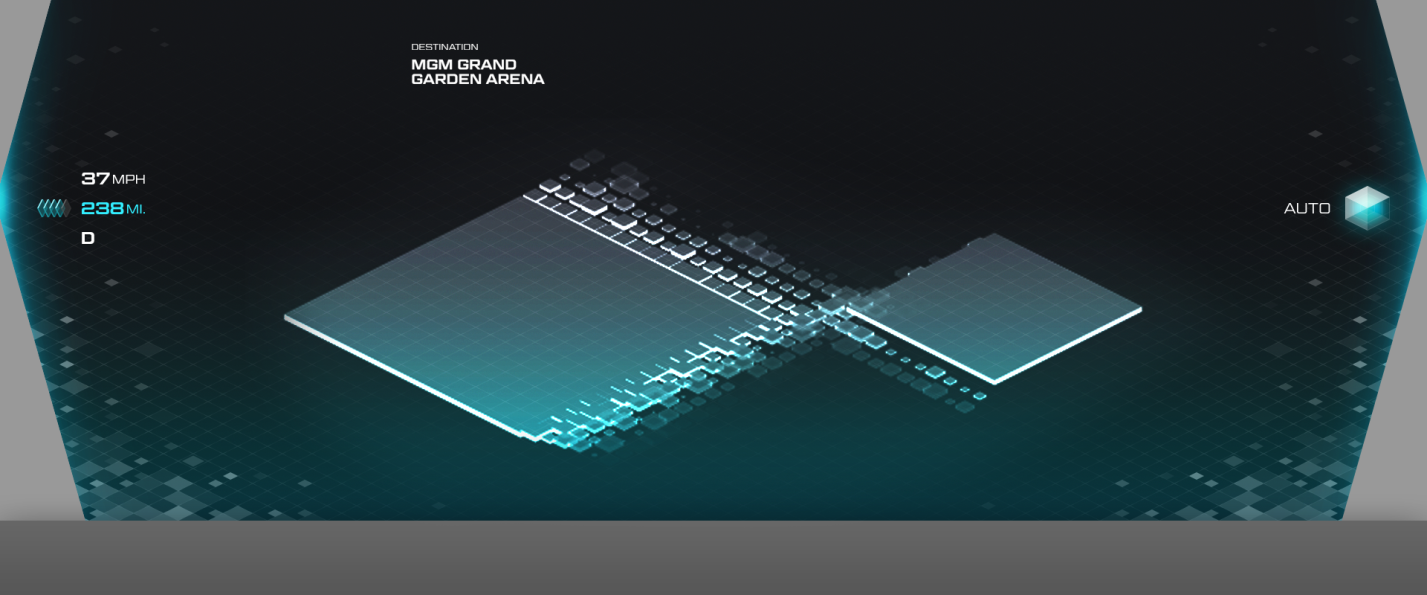 DESTINATION
MGM GRAND
GARDEN ARENA
37 MPH
238 MI.
D
AUTO